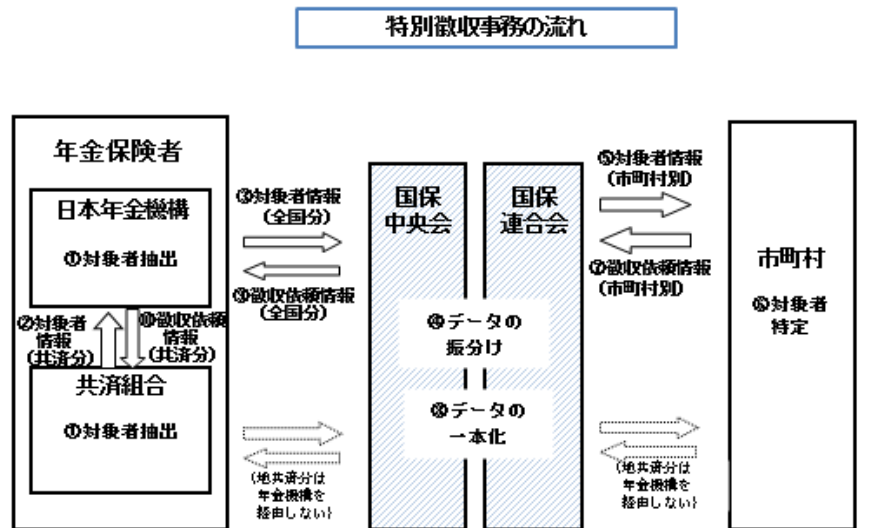 特別徴収事務の流れ
年金保険者
日本年金機構
①対象者抽出
②対象者
情報
(共済分)
⑩徴収依頼
情報
(共済分)
共済組合
①対象者抽出
③対象者情報
(全国分)
⑨徴収依頼情報
(全国分)
(地共済分は
年金機構を
経由しない)
国保
中央会
国保
連合会
④データの
振分け
⑧データの
一本化
⑤対象者情報
(市町村別)
⑦徴収依頼情報
(市町村別)
(地共済分は
年金機構を
経由しない)
市町村
⑥対象者
特定